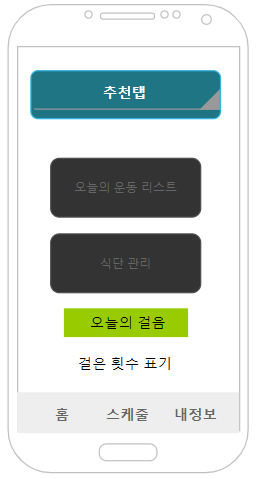 추천탭
오늘의 운동 리스트
식단 관리
오늘의 걸음
걸은 횟수 표기
홈 스케줄 내정보